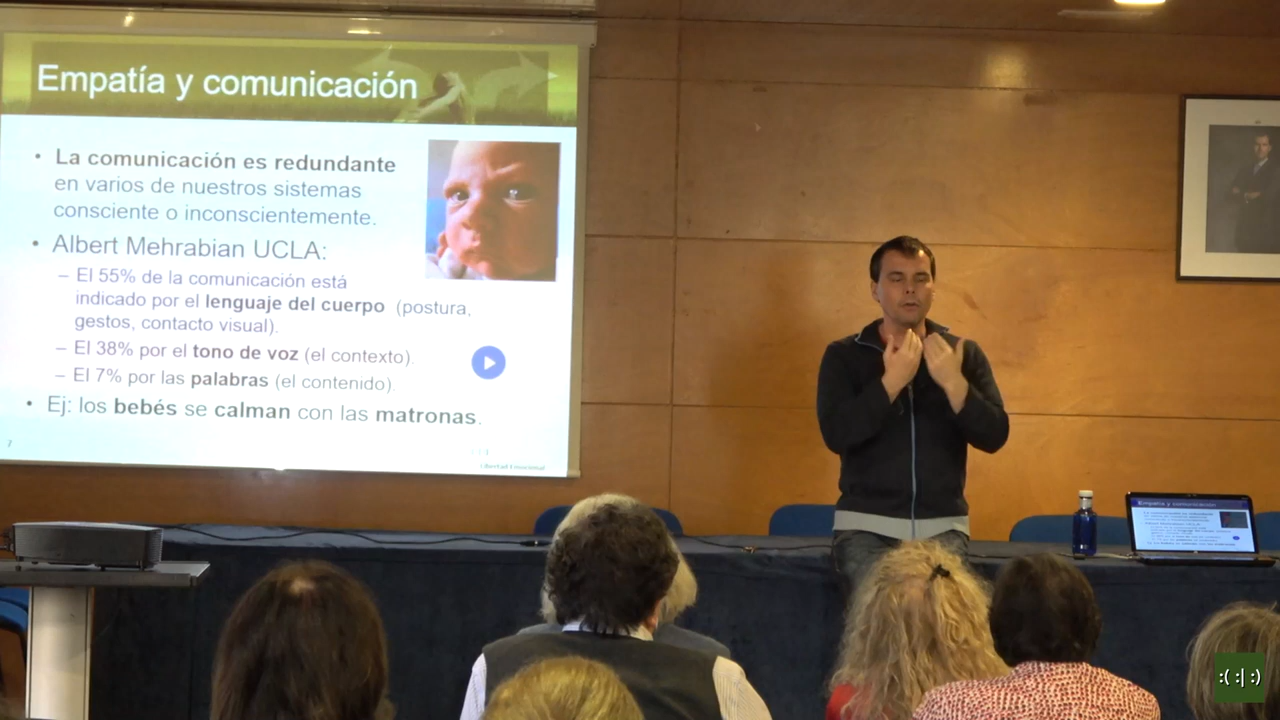 Empatía y comunicación
• La comunicación es redundante
en varios de nuestros sistemas
consciente o inconscientemente.
• Albert Mehrabian UCLA:
– El 55% de la comunicación está
indicado por el lenguaje del cuerpo (postura,
gestos, contacto visual).
– El 38% por el tono de voz (el contexto).
– El 7% por las palabras (el contenido).
• Ej: los bebés se calman con las matronas.
7
Libertad Emocional
Empatía y comunicación
:( :| :)